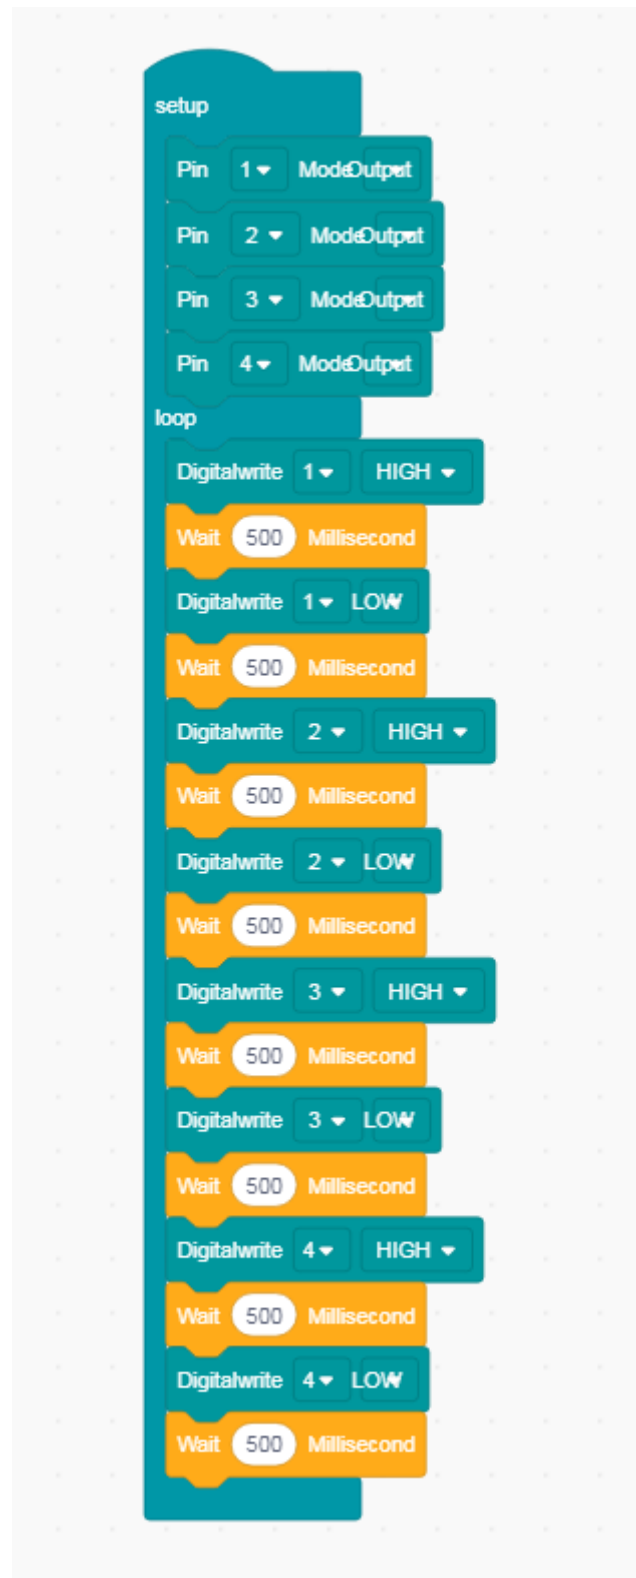 setup
Pin 1 Mode Output
Pin 2 Mode Output
Pin 3 Mode Output
Pin 4 Mode Output
loop
Digitalwrite 1 HIGH
Wait 500 Millisecond
Digitalwrite 1 LOW
Wait 500 Millisecond
Digitalwrite 2 HIGH
Wait 500 Millisecond
Digitalwrite 2 LOW
Wait 500 Millisecond
Digitalwrite 3 HIGH
Wait 500 Millisecond
Digitalwrite 3 LOW
Wait 500 Millisecond
Digitalwrite 4 HIGH
Wait 500 Millisecond
Digitalwrite 4 LOW
Wait 500 Millisecond